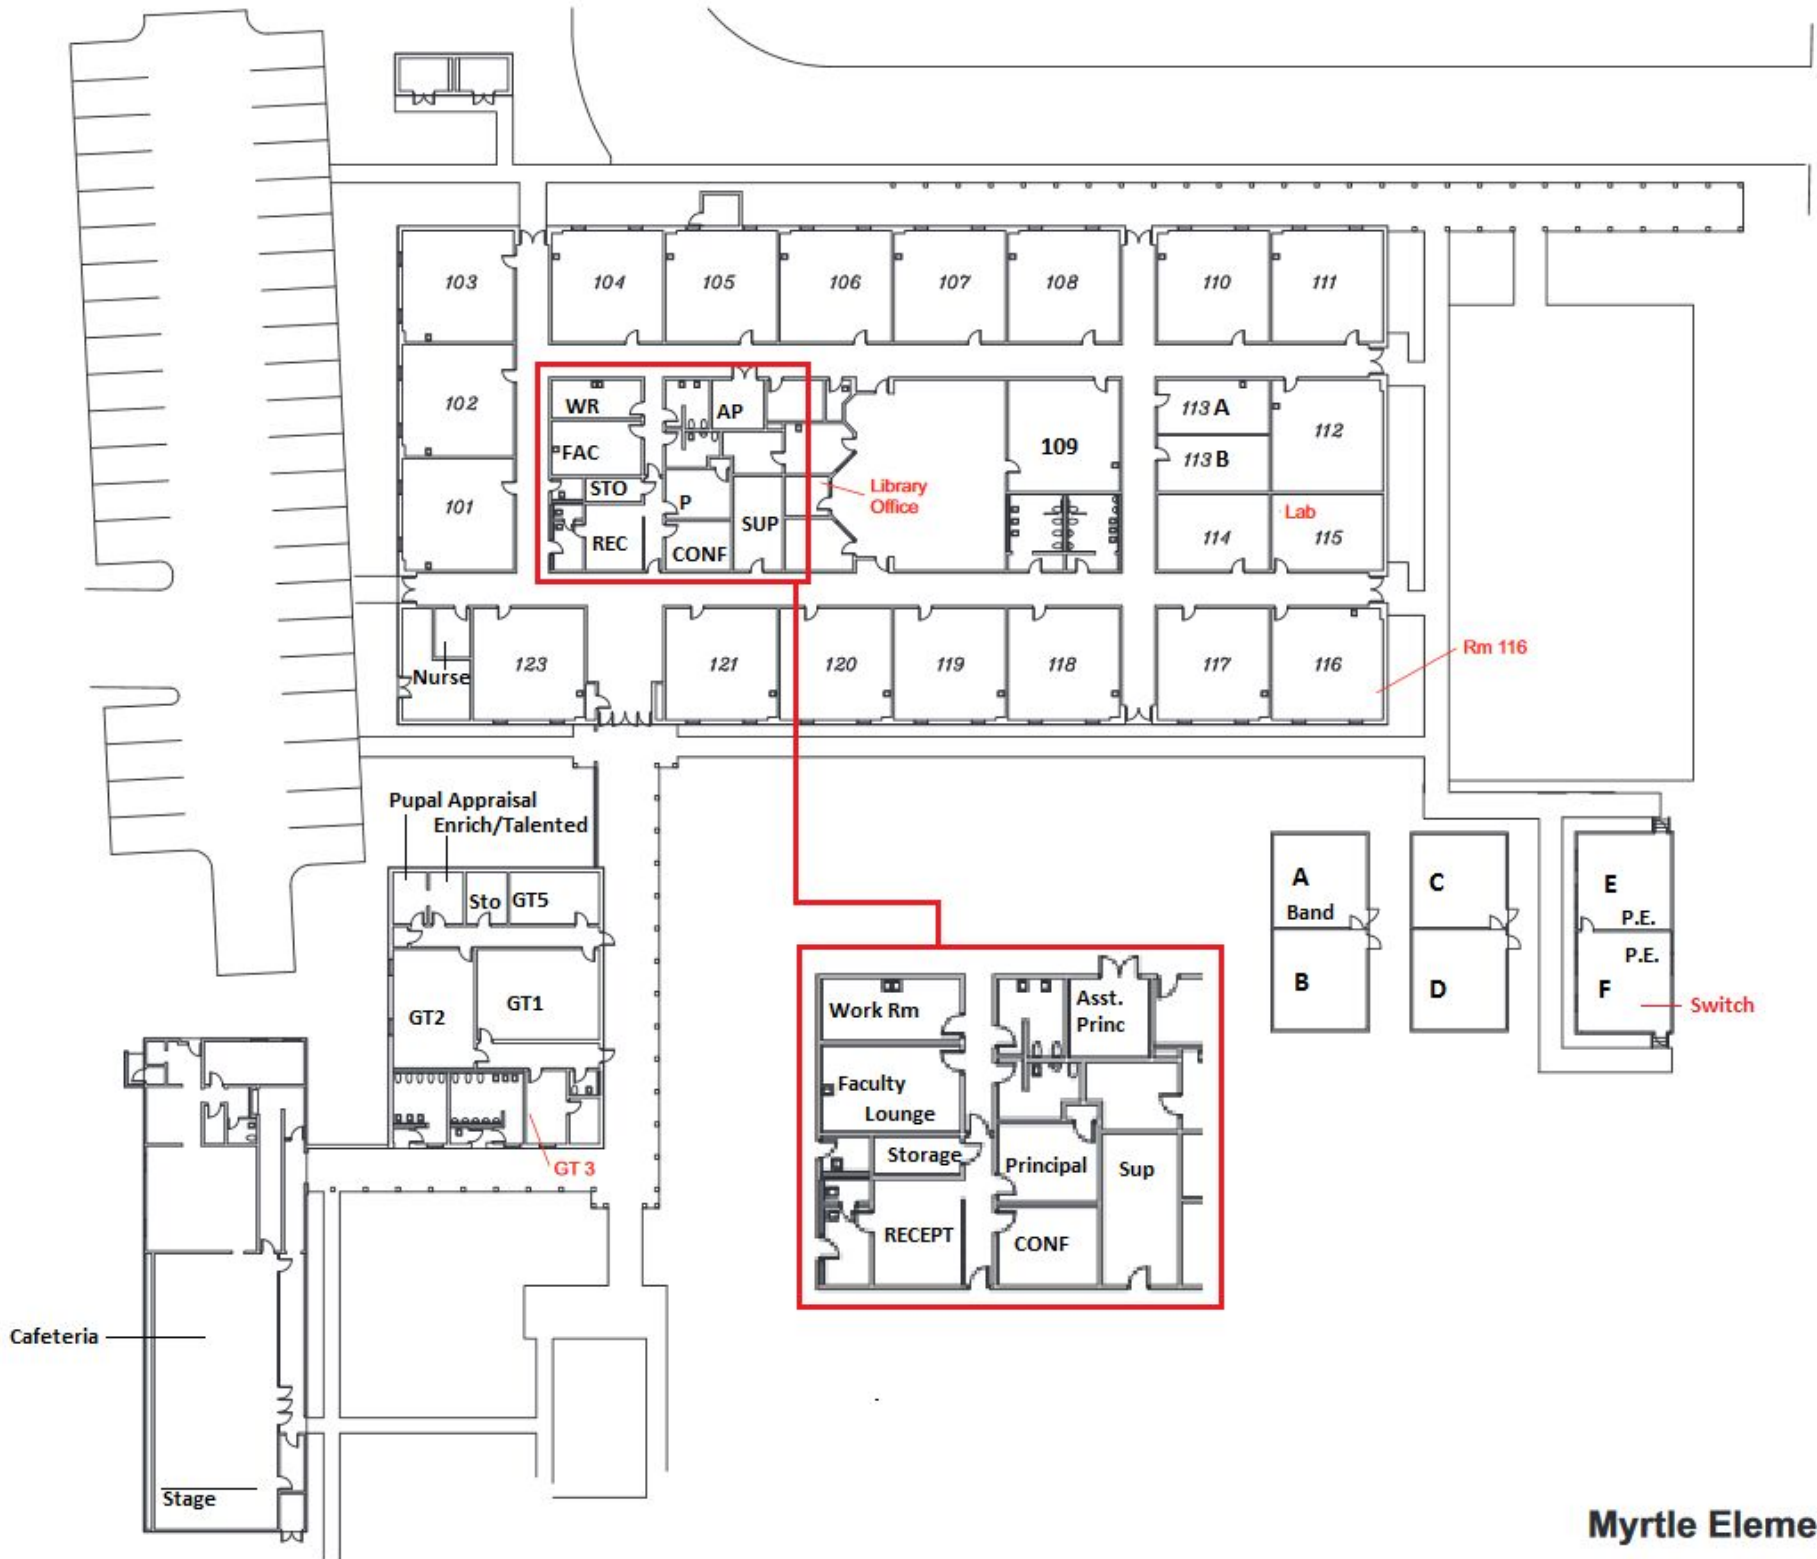 103
104
105
106
107
108
110
111
102
WR
AP
113 A
112
FAC
109
113 B
STO
Library
Office
101
P
REC
SUP
CONF
Lab
114
115
Nurse
123
121
120
119
118
117
116
Rm 116
Pupal Appraisal
Enrich/Talented
Sto
GT5
GT2
GT1
GT 3
A
Band
B
C
D
E
P.E.
P.E.
F
Switch
Work Rm
Asst.
Princ
Faculty
Lounge
Storage
Principal
Sup
RECEPT
CONF
Cafeteria
Stage
Myrtle Eleme